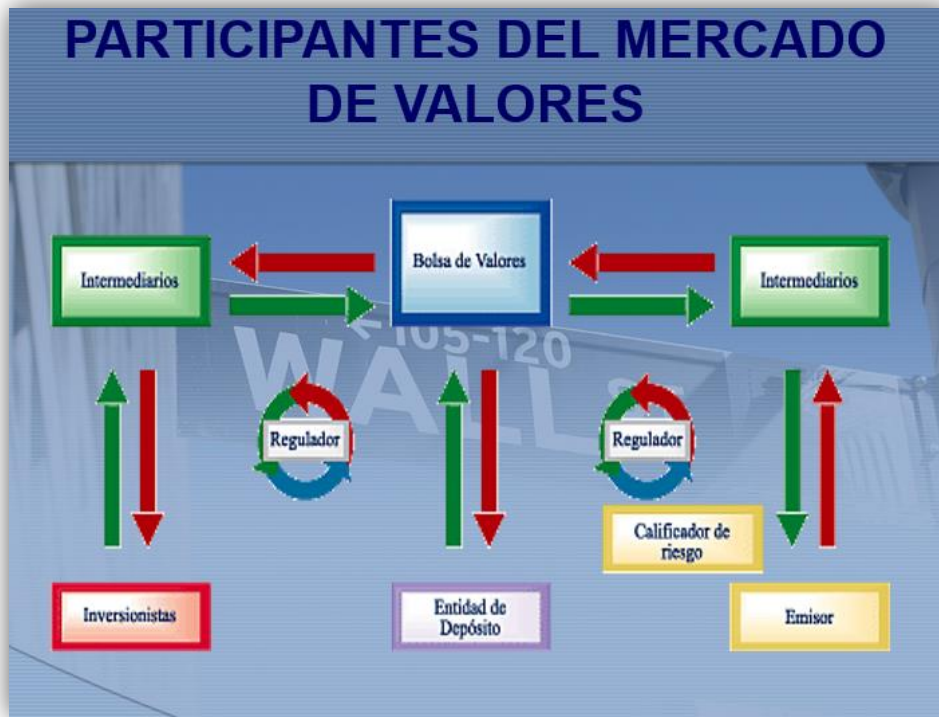 PARTICIPANTES DEL MERCADO
DE VALORES
Intermediarios
Bolsa de Valores
Intermediarios
←105-120
WALL
Regulador
Regulador
Calificador de
riesgo
Inversionistas
Entidad de
Depósito
Emisor